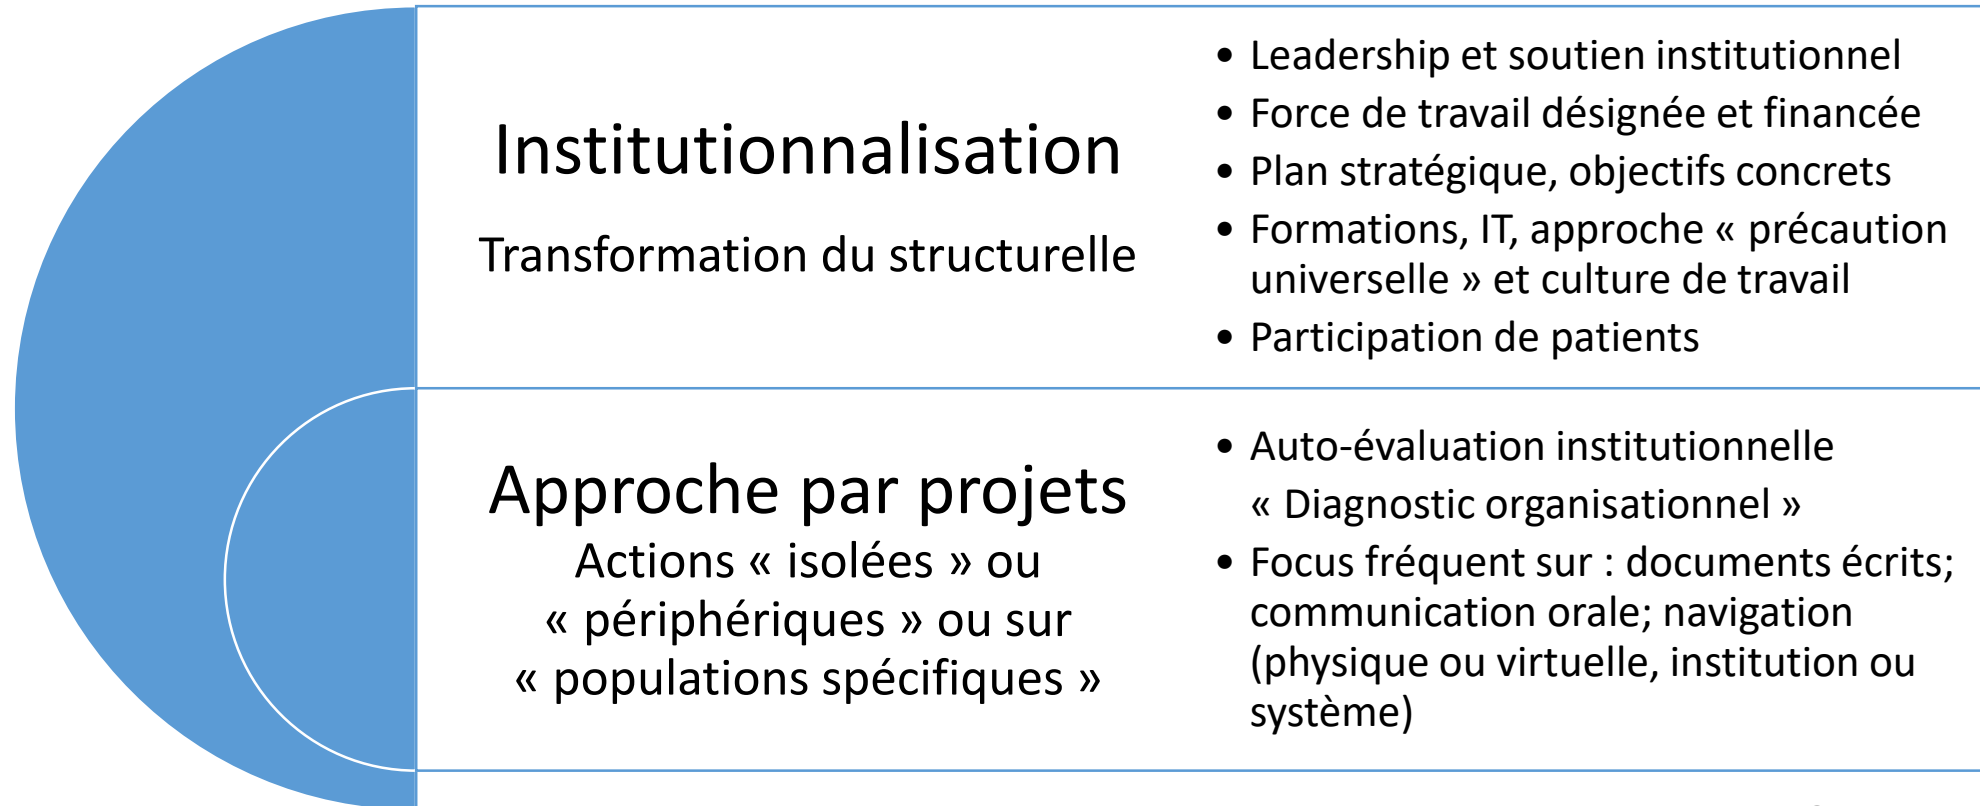 Institutionnalisation
Transformation du structurelle
• Leadership et soutien institutionnel
• Force de travail désignée et financée
• Plan stratégique, objectifs concrets
• Formations, IT, approche « précaution
universelle » et culture de travail
• Participation de patients
Approche par projets
Actions « isolées » ou
« périphériques » ou sur
« populations spécifiques »
• Auto-évaluation institutionnelle
« Diagnostic organisationnel »
• Focus fréquent sur : documents écrits;
communication orale; navigation
(physique ou virtuelle, institution ou
système)